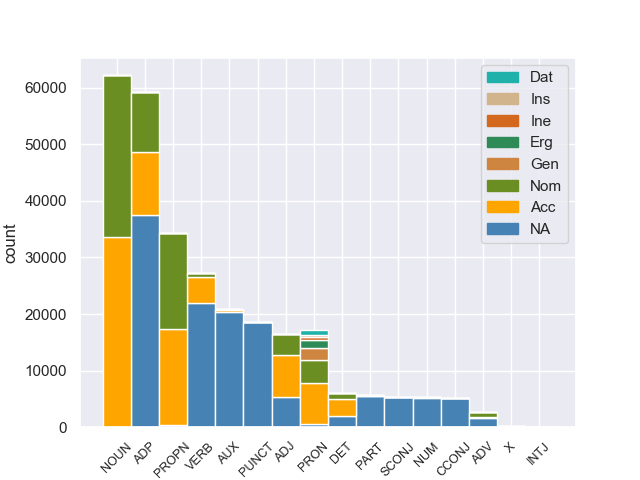 60000
50000
40000
30000
20000
10000
0
count
NOUN
ADP
PROPN
VERB
AUX
PUNCT
ADJ
PRON
DET
PART
SCONJ
NUM
CCONJ
ADV
X
INTJ
Dat
Ins
Ine
Erg
Gen
Nom
Acc
NA